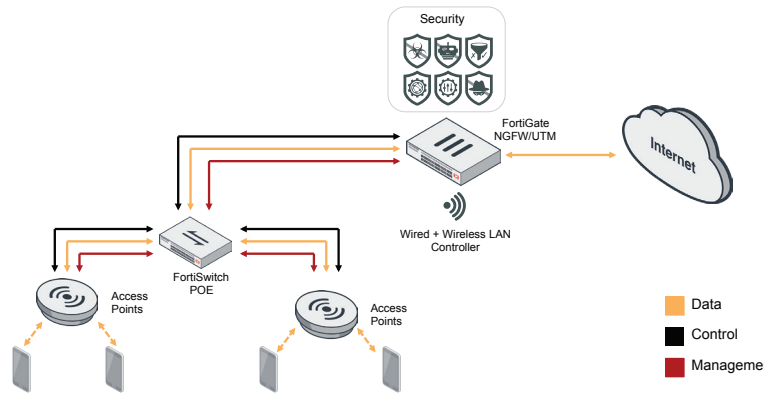 Security
FortiGate
NGFW/UTM
Internet
Wired + Wireless LAN
Controller
FortiSwitch
POE
Access
Points
Access
Points
Data
Control
Manageme